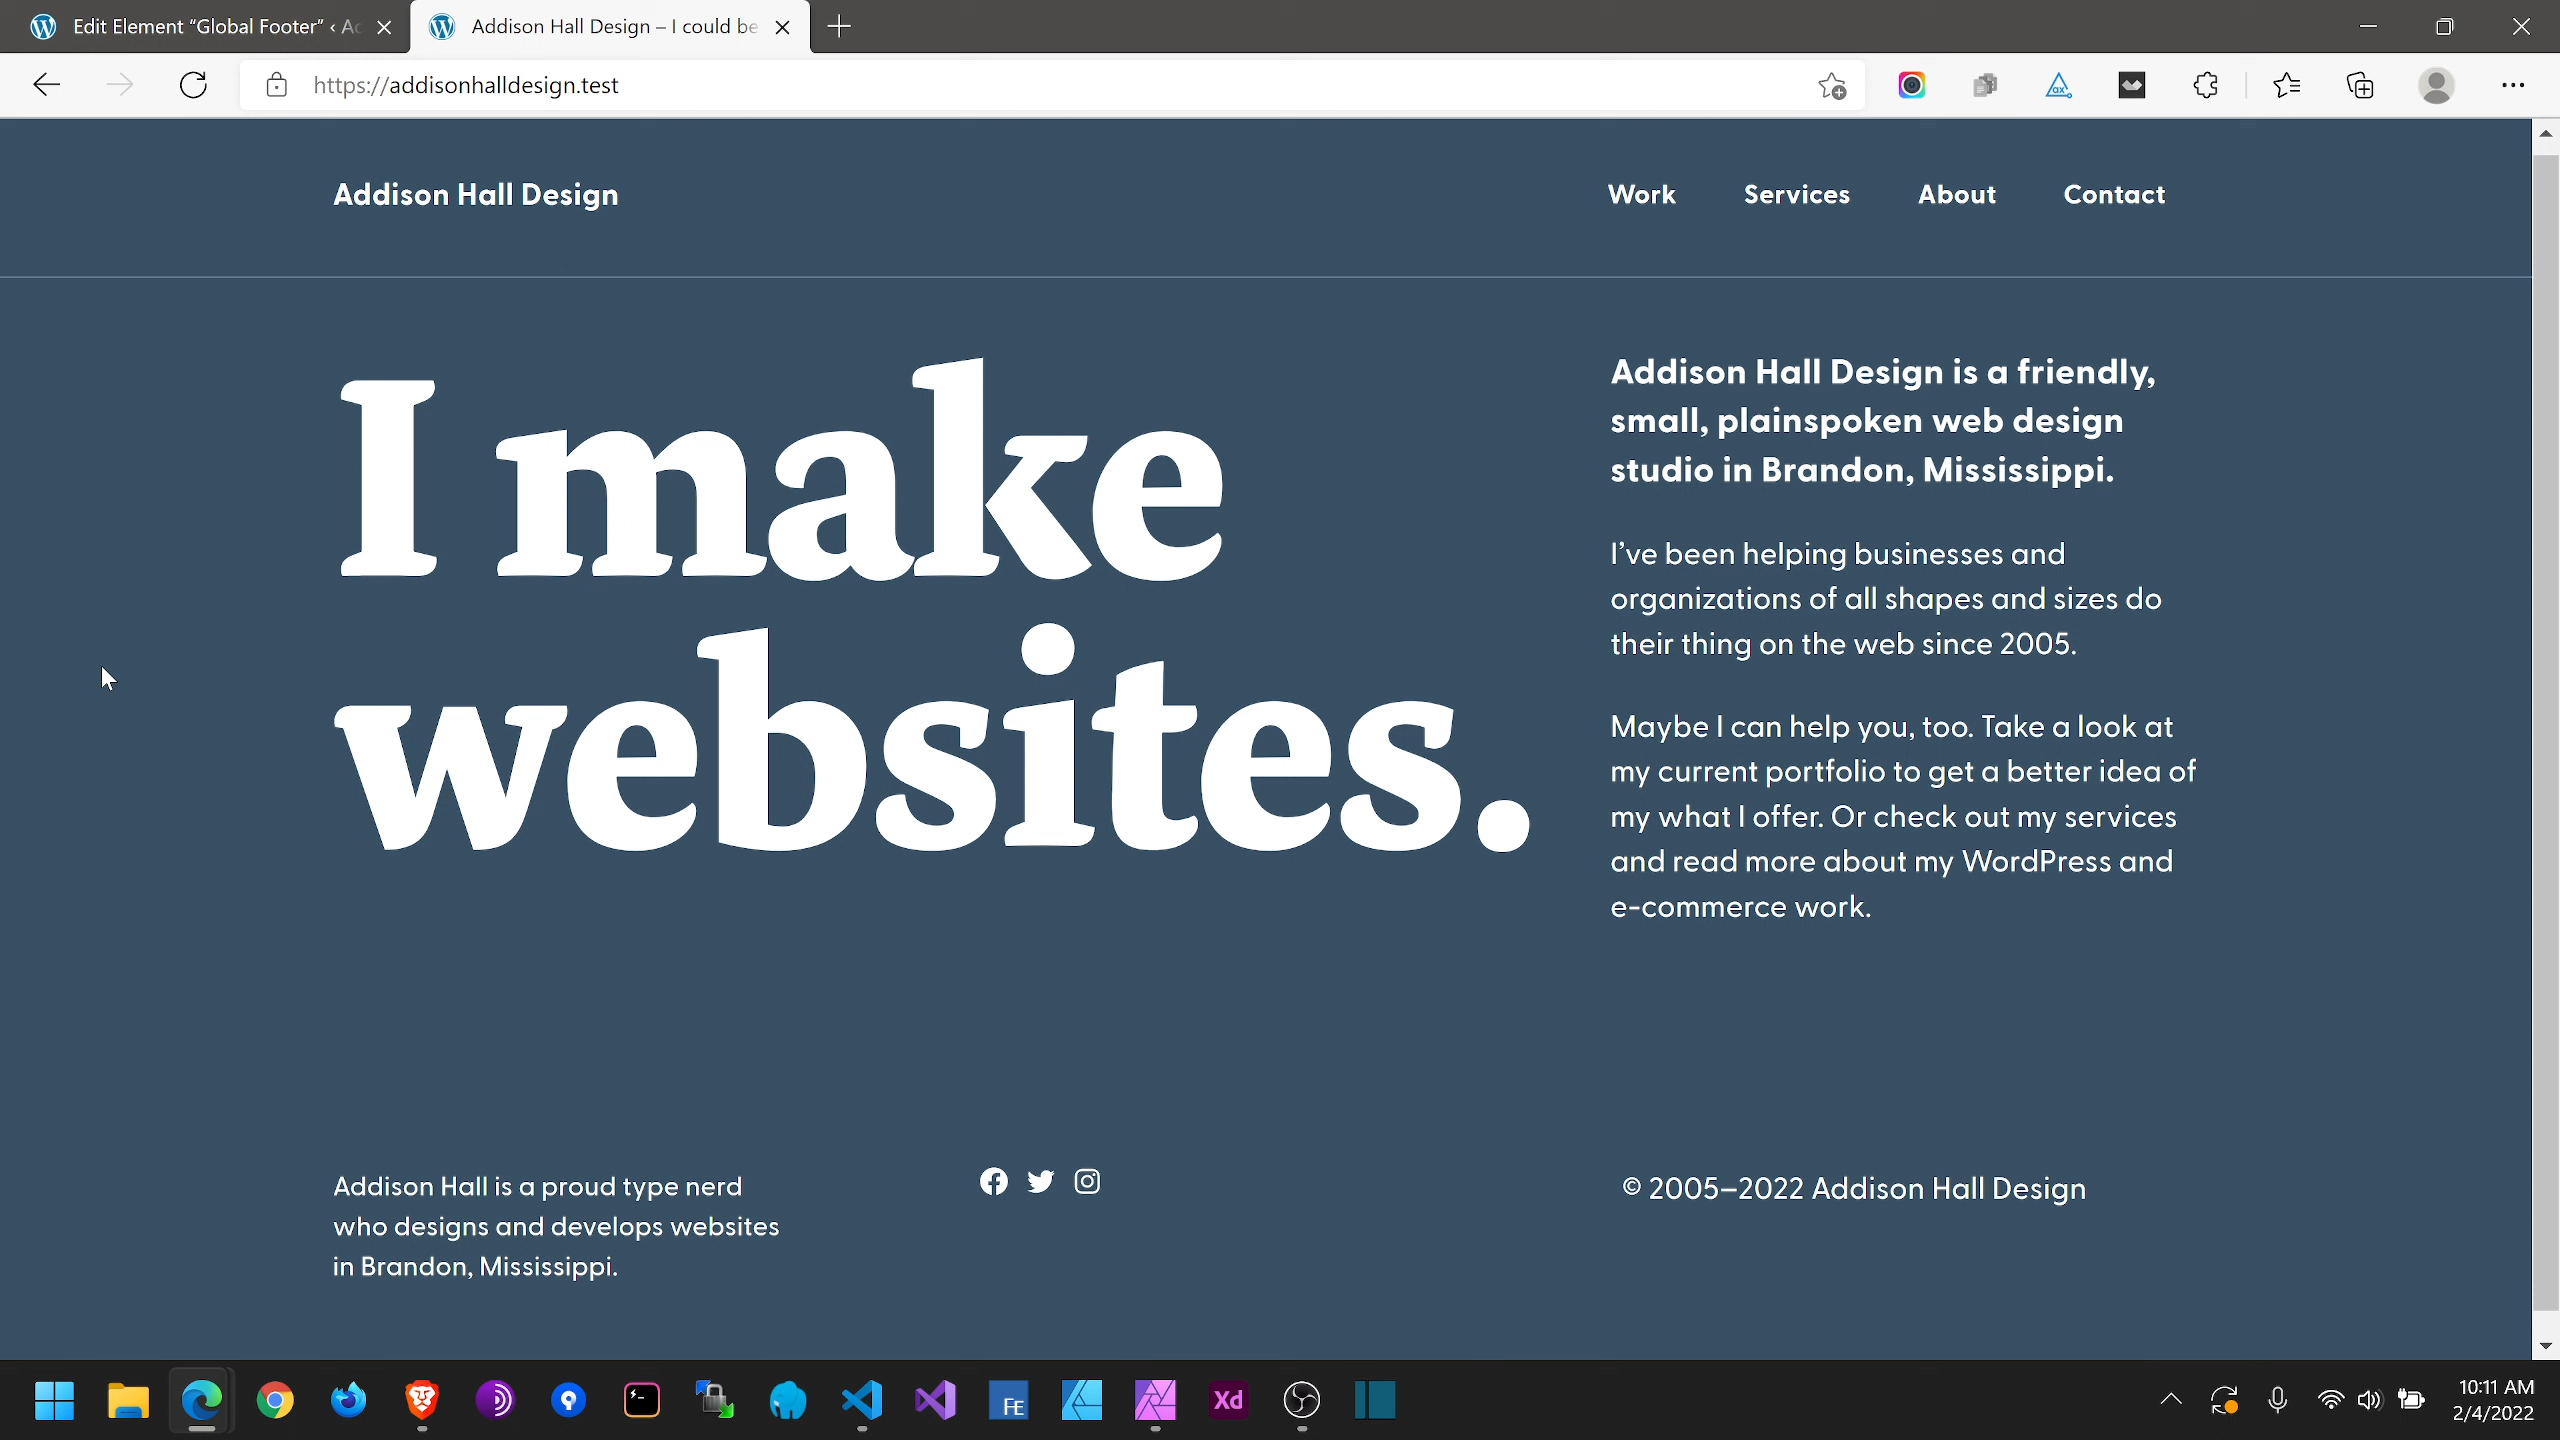 Edit Element “Global Footer” ‹ Ac
Addison Hall Design – I could be
https://addisonhalldesign.test
Addison Hall Design
Work
Services
About
Contact
I make
websites.
Addison Hall Design is a friendly,
small, plainspoken web design
studio in Brandon, Mississippi.
I’ve been helping businesses and
organizations of all shapes and sizes do
their thing on the web since 2005.
Maybe I can help you, too. Take a look at
my current portfolio to get a better idea of
my what I offer. Or check out my services
and read more about my WordPress and
e-commerce work.
Addison Hall is a proud type nerd
who designs and develops websites
in Brandon, Mississippi.
© 2005–2022 Addison Hall Design
FE
Xd
10:11 AM
2/4/2022